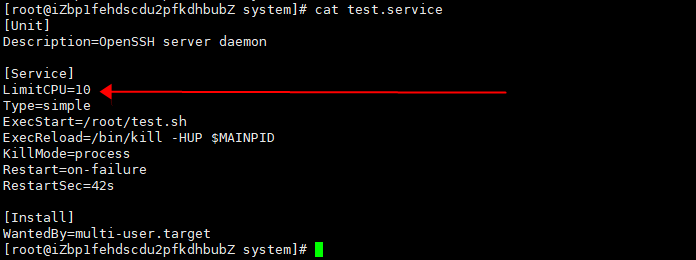 [root@iZbp1fehdscdu2pfkdhbubZ system]# cat test.service
[Unit]
Description=OpenSSH server daemon
[Service]
LimitCPU=10
Type=simple
ExecStart=/root/test.sh
ExecReload=/bin/kill -HUP $MAINPID
KillMode=process
Restart=on-failure
RestartSec=42s
[Install]
WantedBy=multi-user.target
[root@iZbp1fehdscdu2pfkdhbubZ system]#